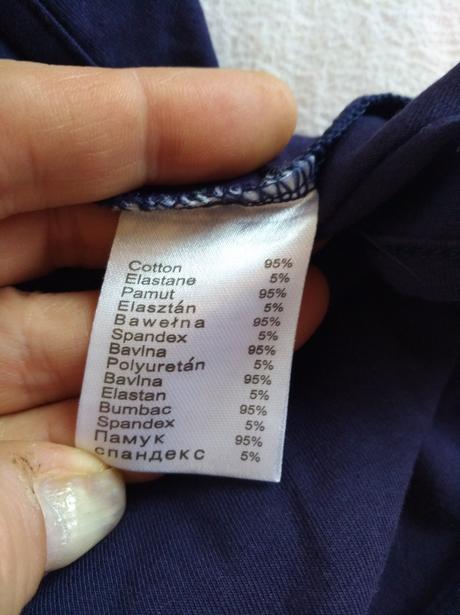 Cotton 95%
Elastane 5%
Pamut 95%
Elasztán 5%
Bawełna 95%
Spandex 5%
Bavlna 95%
Polyuretán 5%
Bavlna 95%
Elastan 5%
Bumbac 95%
Spandex 5%
Памук 95%
спандекс 5%